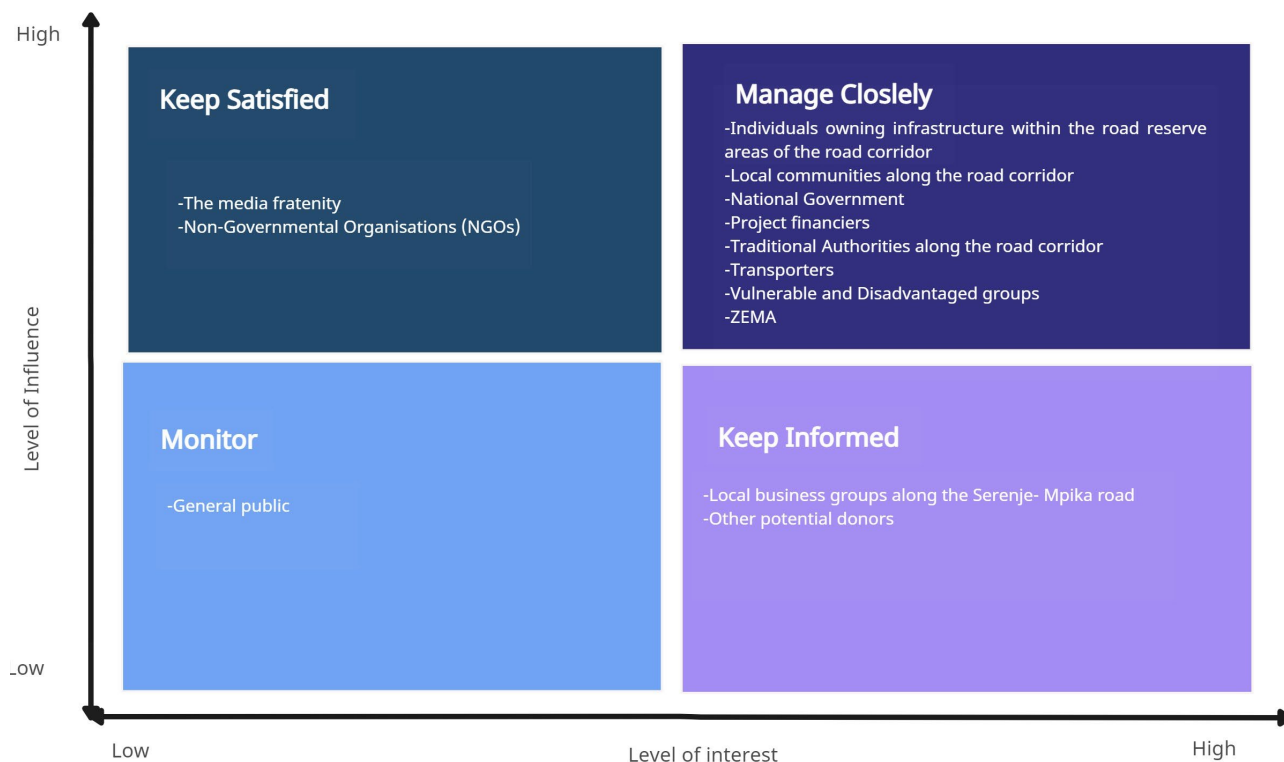 High
Keep Satisfied
-The media fratenity
-Non-Governmental Organisations (NGOs)
Manage Closlely
-Individuals owning infrastructure within the road reserve
areas of the road corridor
-Local communities along the road corridor
-National Government
-Project financiers
-Traditional Authorities along the road corridor
-Transporters
-Vulnerable and Disadvantaged groups
-ZEMA
Level of Influence
Monitor
-General public
Keep Informed
-Local business groups along the Serenje- Mpika road
-Other potential donors
Low
Low
Level of interest
High